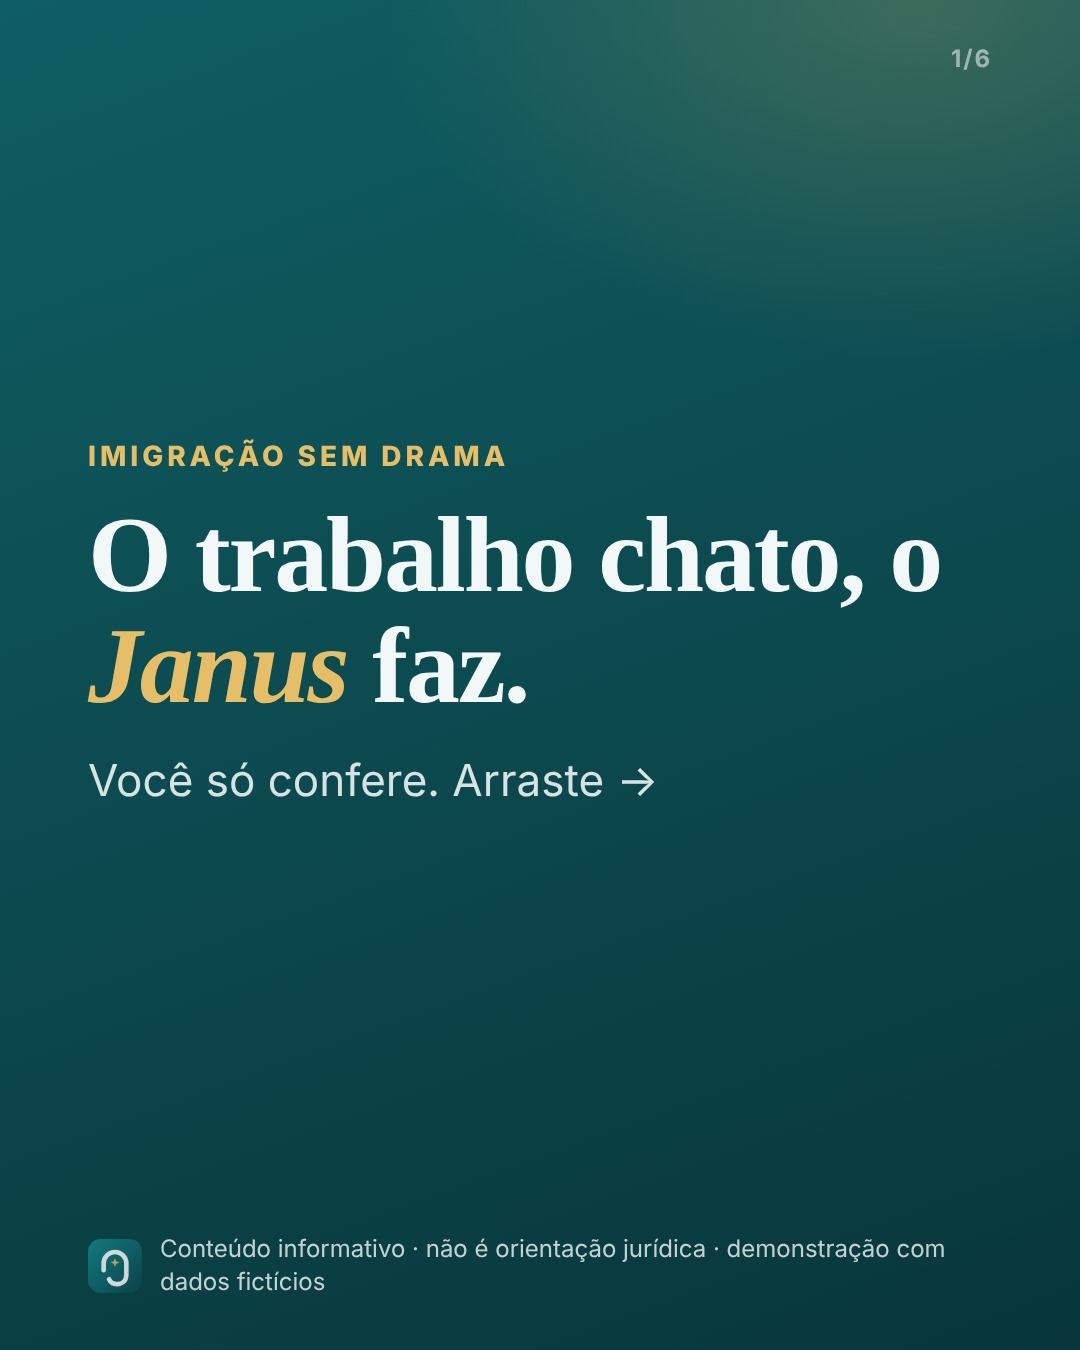 1/6
IMIGRAÇÃO SEM DRAMA
O trabalho chato, o
Janus faz.
Você só confere. Arraste →
Conteúdo informativo · não é orientação jurídica · demonstração com
dados fictícios